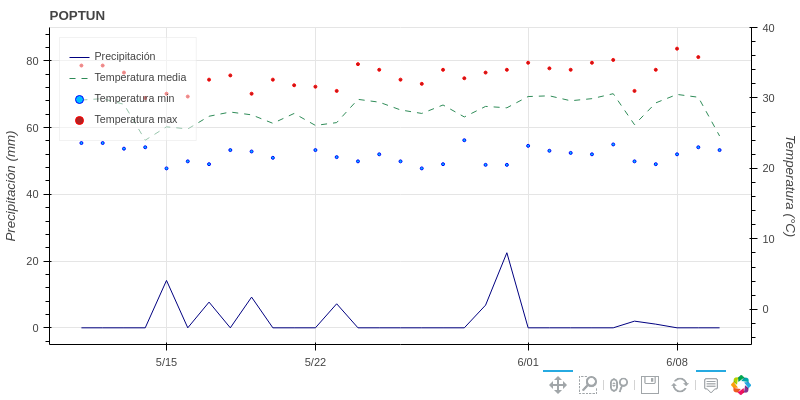 POPTUN
Precipitación
Temperatura media
Temperatura min
Temperatura max
Precipitación (mm)
80
60
40
20
0
Temperatura (°C)
40
30
20
10
0
5/15
5/22
6/01
6/08